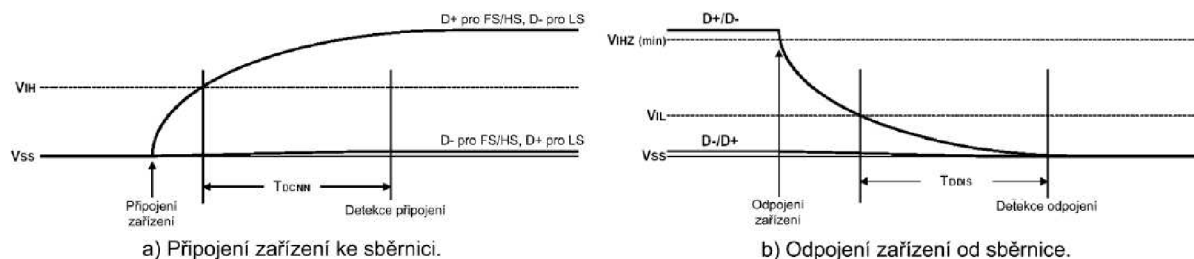 D+ pro FS/HS, D- pro LS
VIH
D- pro FS/HS, D+ pro LS
VSS
TDCNN
Připojení
zařízení
Detekce připojení
a) Připojení zařízení ke sběrnici.
D+/D-
VIHZ (min)
VIL
D-/D+
VSS
TDDIS
Odpojení
zařízení
Detekce odpojení
b) Odpojení zařízení od sběrnice.